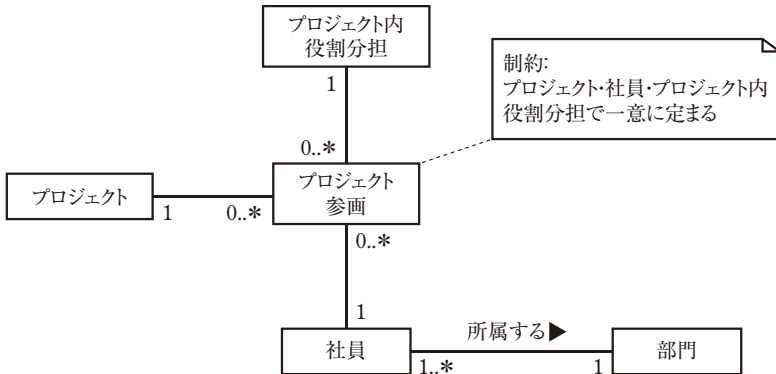 プロジェクト内
役割分担
制約:
プロジェクト・社員・プロジェクト内
役割分担で一意に定まる
1
0..*
プロジェクト
1
0..*
プロジェクト
参画
0..*
1
社員
所属する▶
1..*
1
部門